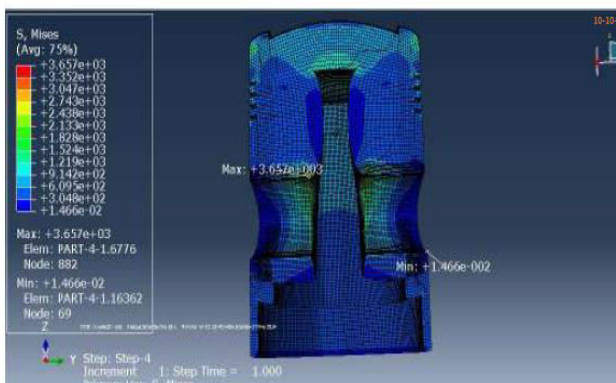 S, Mises
(Avg: 75%)
+3.657e+03
+3.352e+03
+3.047e+03
+2.743e+03
+2.438e+03
+2.133e+03
+1.828e+03
+1.524e+03
+1.219e+03
+9.142e+02
+6.095e+02
+3.048e+02
+1.466e-02
Max: +3.657e+03
Elem: PART-4-1.6776
Node: 882
Min: +1.466e-02
Elem: PART-4-1.16362
Node: 69
Max: +3.657e+003
Min: +1.466e-002
10-10-
Z
Y
Step: Step-4
Increment 1: Step Time = 1.000